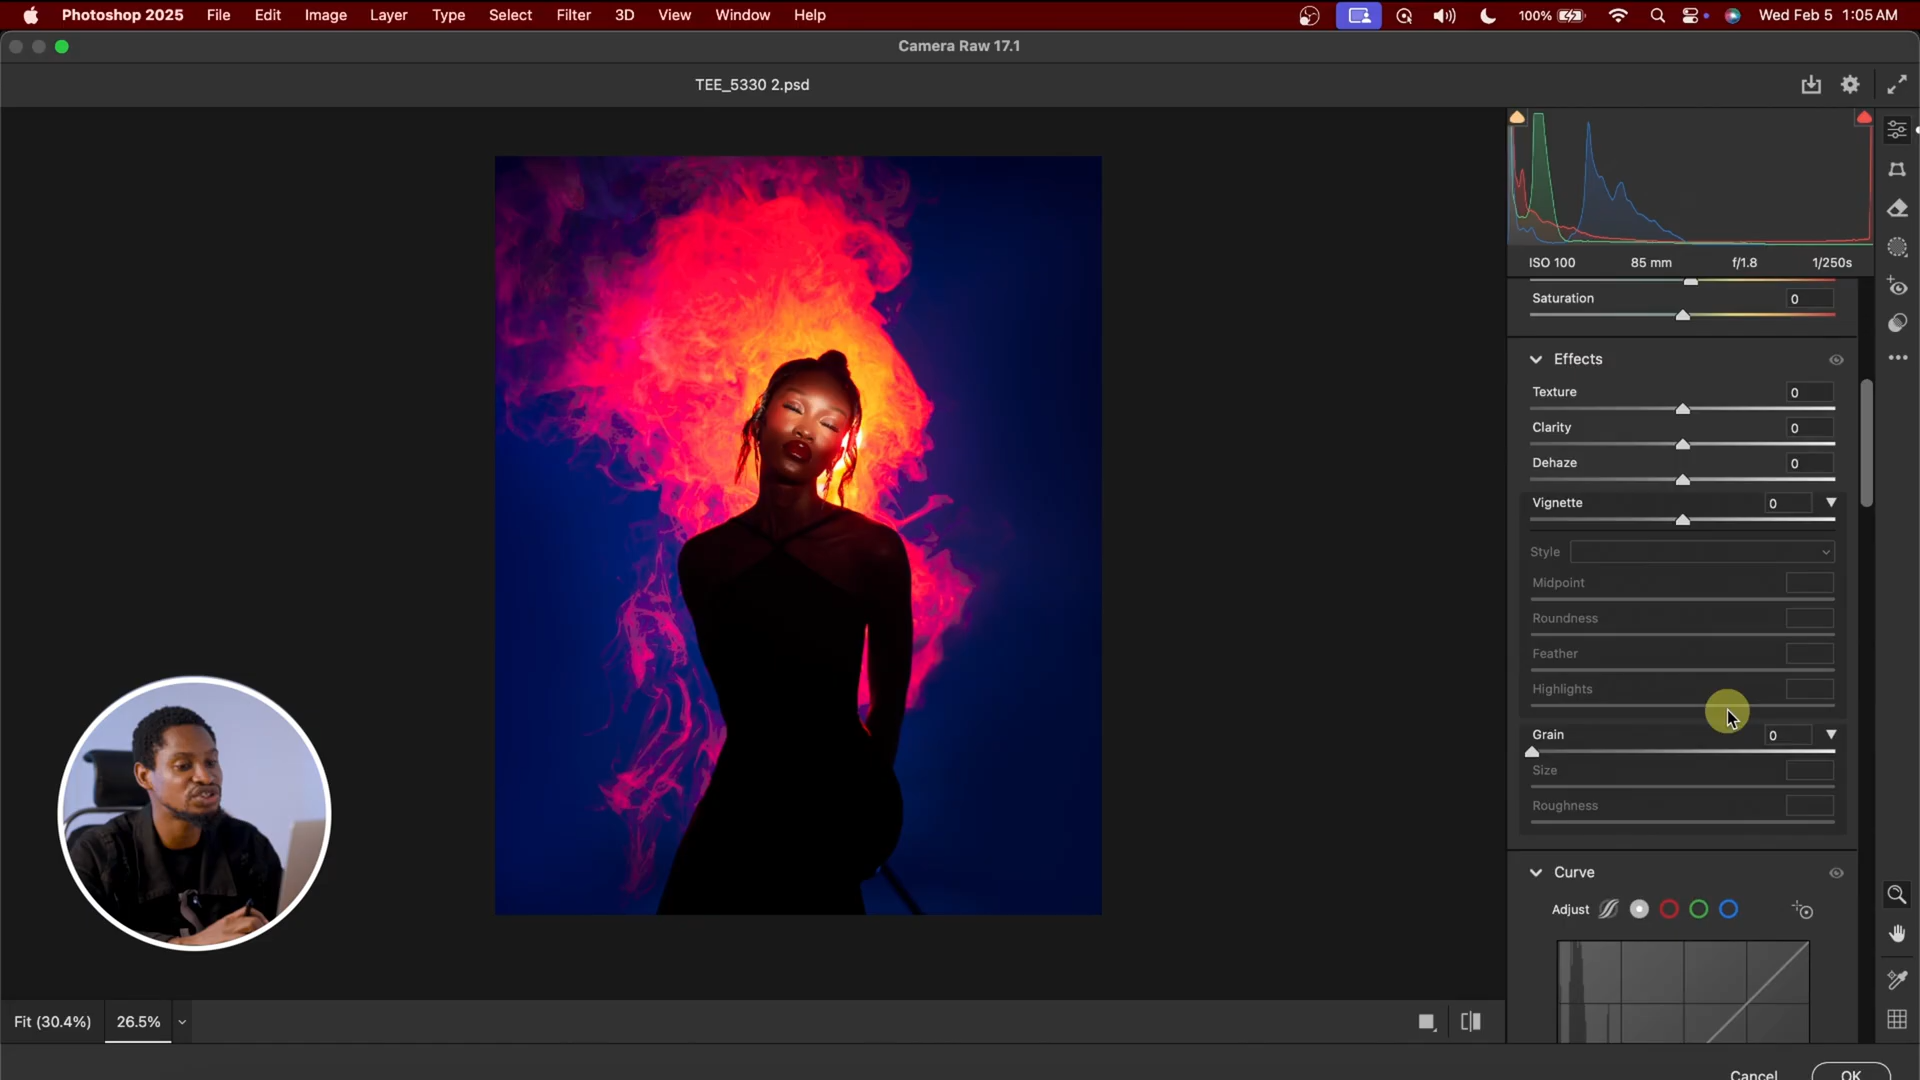 Photoshop 2025 File Edit Image Layer Type Select Filter 3D View Window Help 100% Wed Feb 5 1:05 AM
Camera Raw 17.1
TEE_5330 2.psd
ISO 100 85 mm f/1.8 1/250s
Saturation 0
Effects
Texture 0
Clarity 0
Dehaze 0
Vignette 0
Style
Midpoint
Roundness
Feather
Highlights
Grain 0
Size
Roughness
Curve
Adjust
Fit (30.4%) 26.5%
Cancel OK